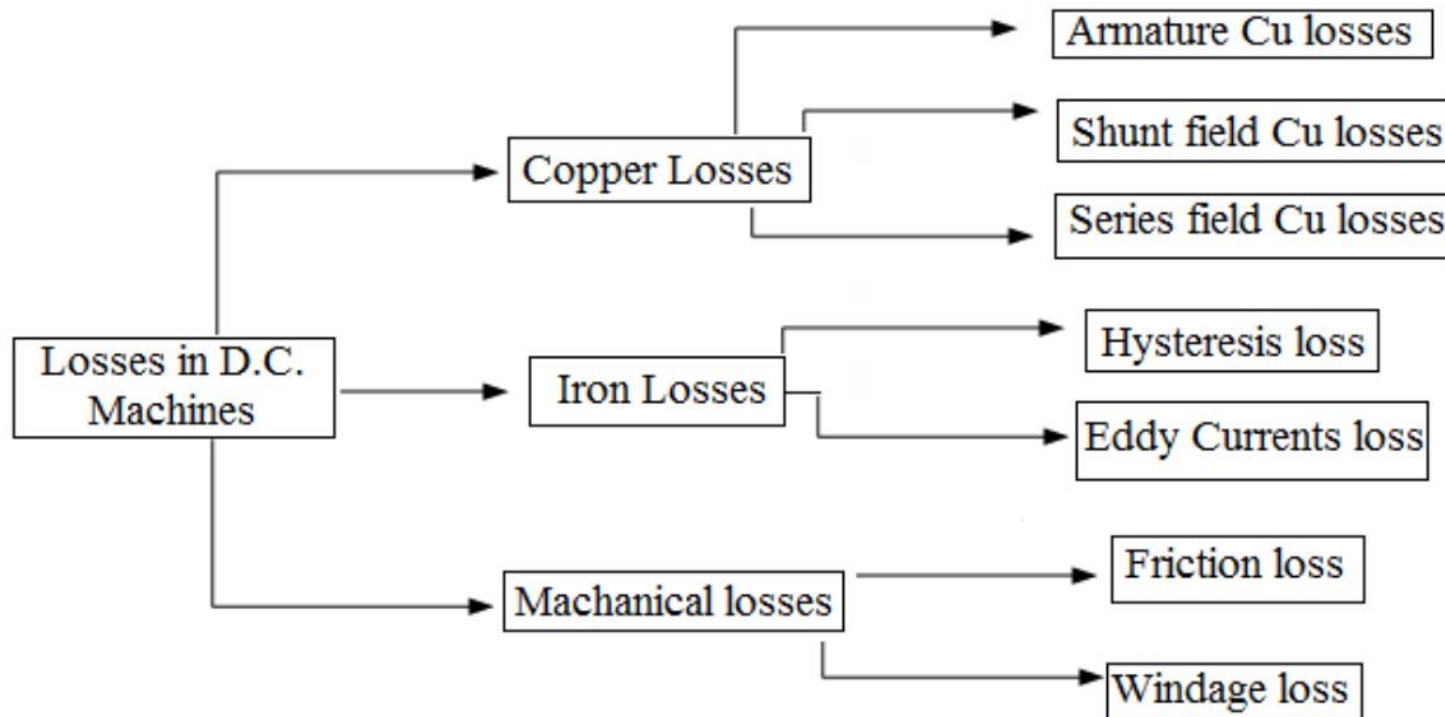 Armature Cu losses
Shunt field Cu losses
Copper Losses
Series field Cu losses
Losses in D.C.
Machines
Hysteresis loss
Iron Losses
Eddy Currents loss
Friction loss
Machanical losses
Windage loss